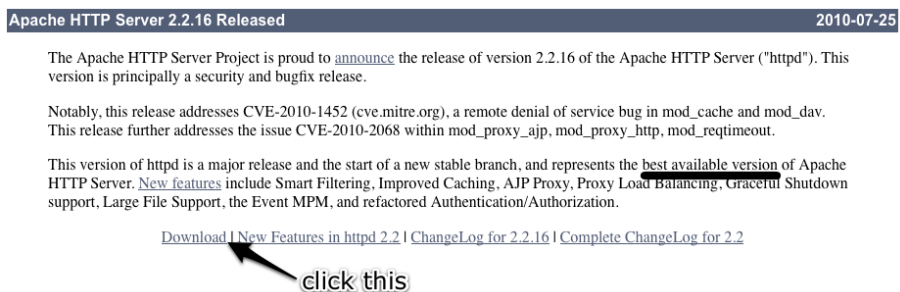 Apache HTTP Server 2.2.16 Released 2010-07-25
The Apache HTTP Server Project is proud to announce the release of version 2.2.16 of the Apache HTTP Server ("httpd"). This
version is principally a security and bugfix release.
Notably, this release addresses CVE-2010-1452 (cve.mitre.org), a remote denial of service bug in mod_cache and mod_dav.
This release further addresses the issue CVE-2010-2068 within mod_proxy_ajp, mod_proxy_http, mod_reqtimeout.
This version of httpd is a major release and the start of a new stable branch, and represents the best available version of Apache
HTTP Server. New features include Smart Filtering, Improved Caching, AJP Proxy, Proxy Load Balancing, Graceful Shutdown
support, Large File Support, the Event MPM, and refactored Authentication/Authorization.
Download | New Features in httpd 2.2 | ChangeLog for 2.2.16 | Complete ChangeLog for 2.2
click this